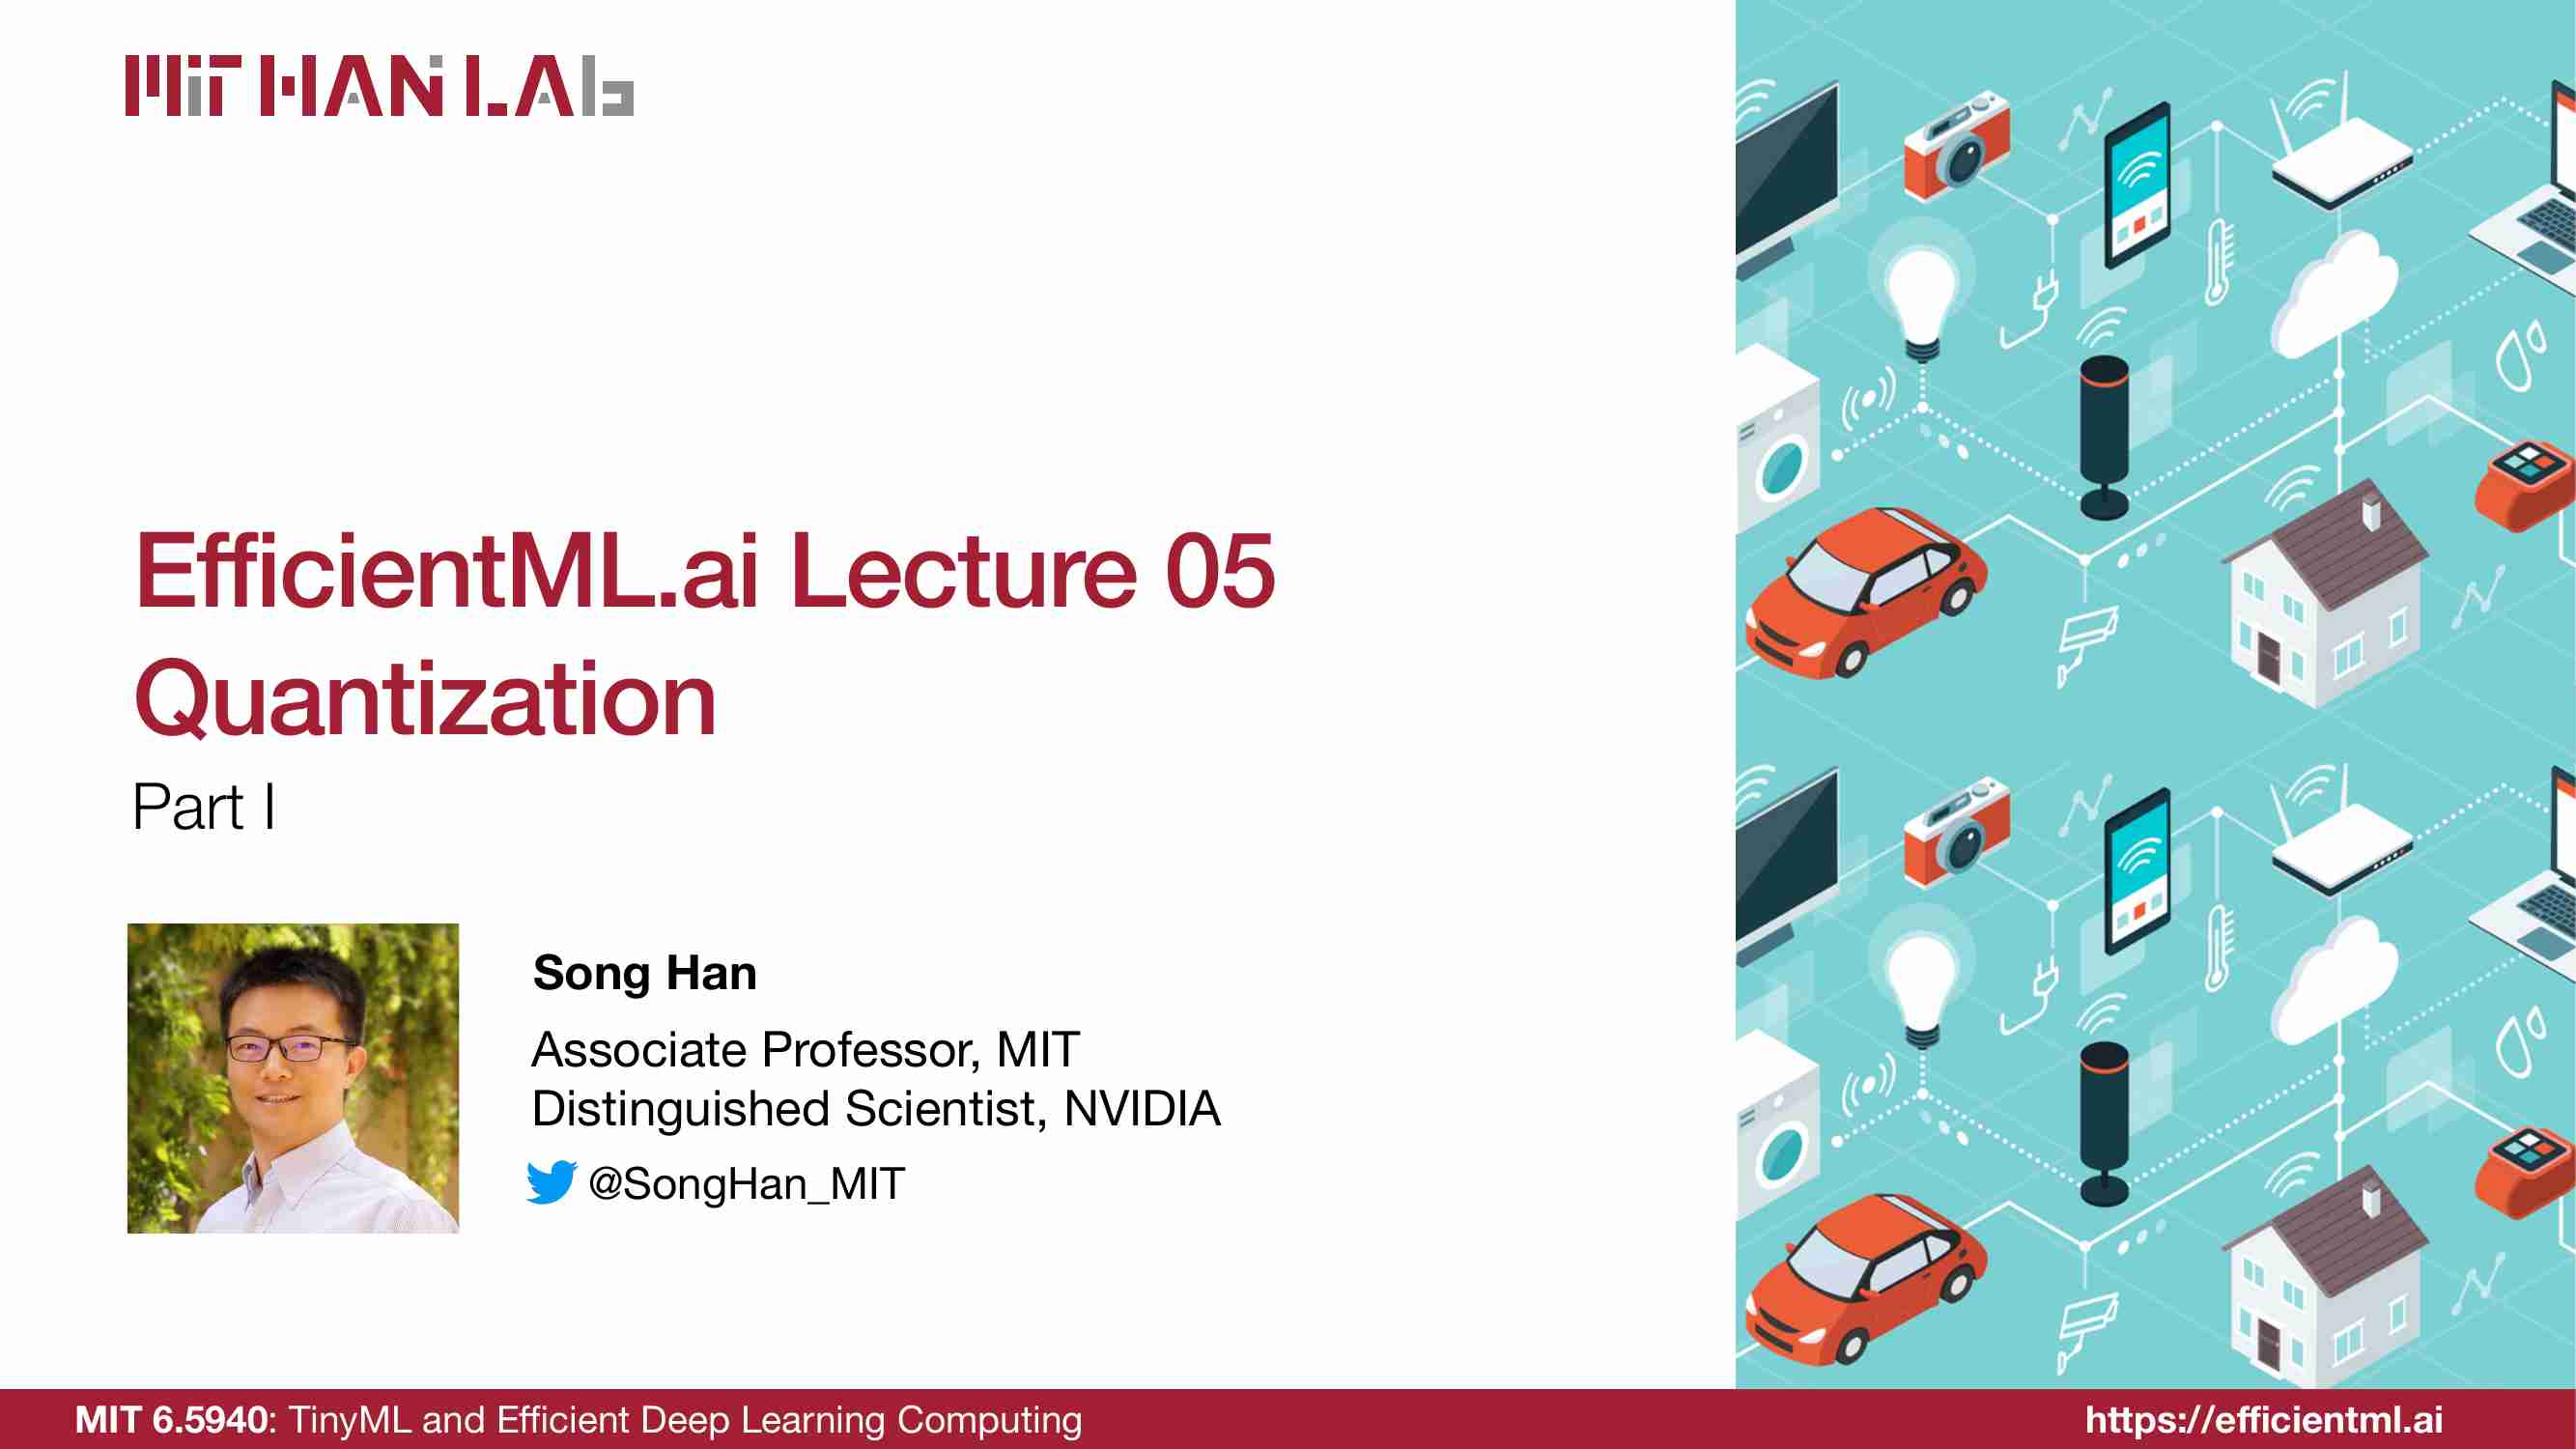 MiT HAN LAb
EfficientML.ai Lecture 05
Quantization
Part I
Song Han
Associate Professor, MIT
Distinguished Scientist, NVIDIA
@SongHan_MIT
MIT 6.5940: TinyML and Efficient Deep Learning Computing
https://efficientml.ai